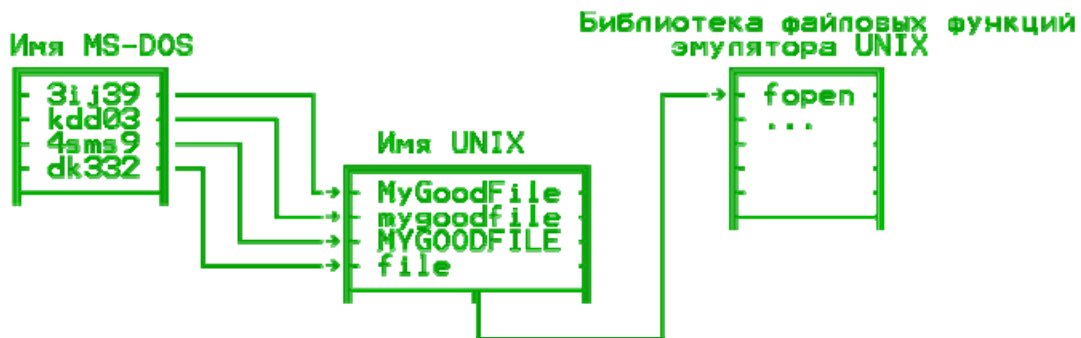 Имя MS-DOS
3ij39
kdd03
4sms9
dk332
Имя UNIX
MyGoodFile
mygoodfile
MYGOODFILE
file
Библиотека файловых функций
эмулятора UNIX
fopen
...